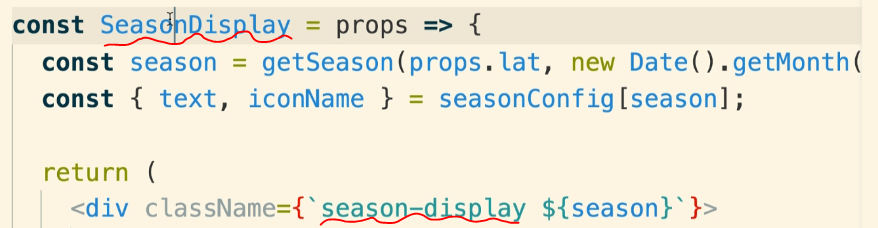 const SeasonDisplay = props => {
const season = getSeason(props.lat, new Date().getMonth(
const { text, iconName } = seasonConfig[season];
return (
<div className={`season-display ${season}`}>